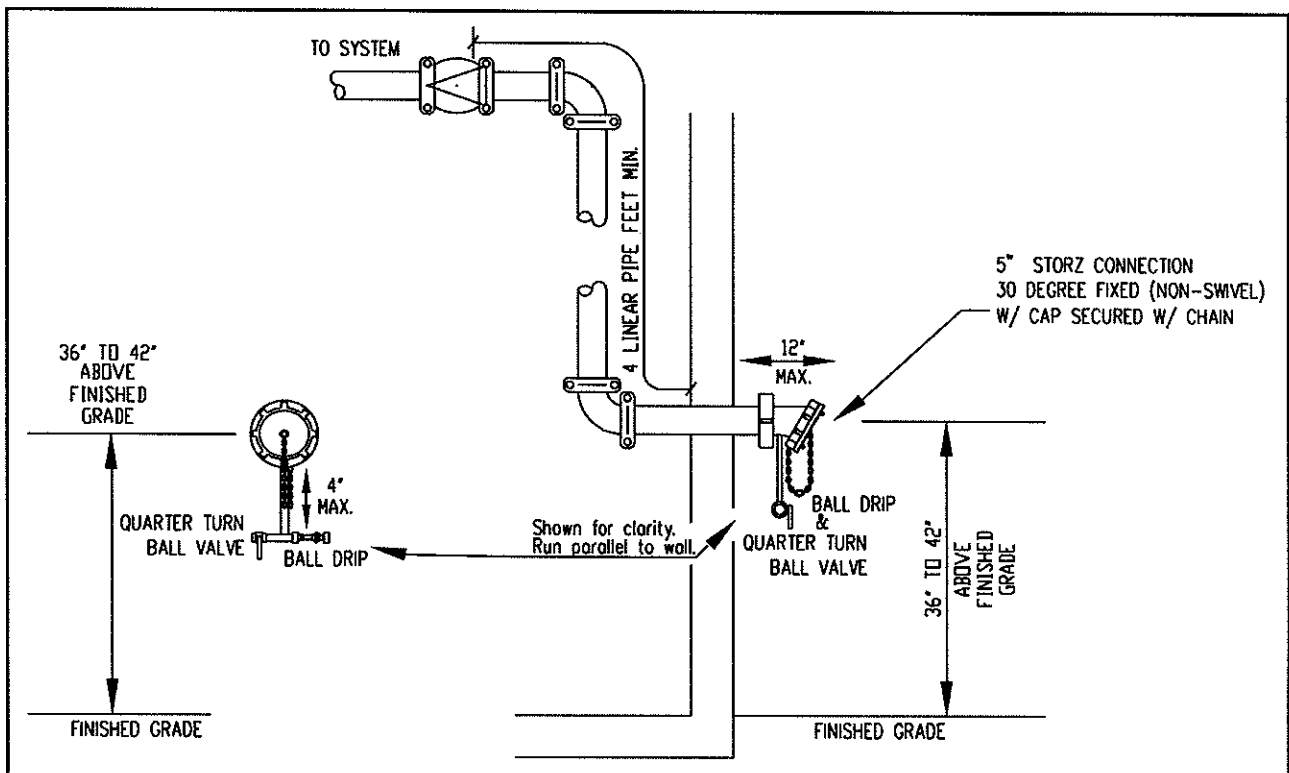 TO SYSTEM
4 LINEAR PIPE FEET MIN.
5" STORZ CONNECTION
30 DEGREE FIXED (NON-SWIVEL)
W/ CAP SECURED W/ CHAIN
12"
MAX.
36" TO 42"
ABOVE
FINISHED
GRADE
4"
MAX.
QUARTER TURN
BALL VALVE
BALL DRIP
Shown for clarity.
Run parallel to wall.
BALL DRIP
&
QUARTER TURN
BALL VALVE
36" TO 42"
ABOVE
FINISHED
GRADE
FINISHED GRADE
FINISHED GRADE